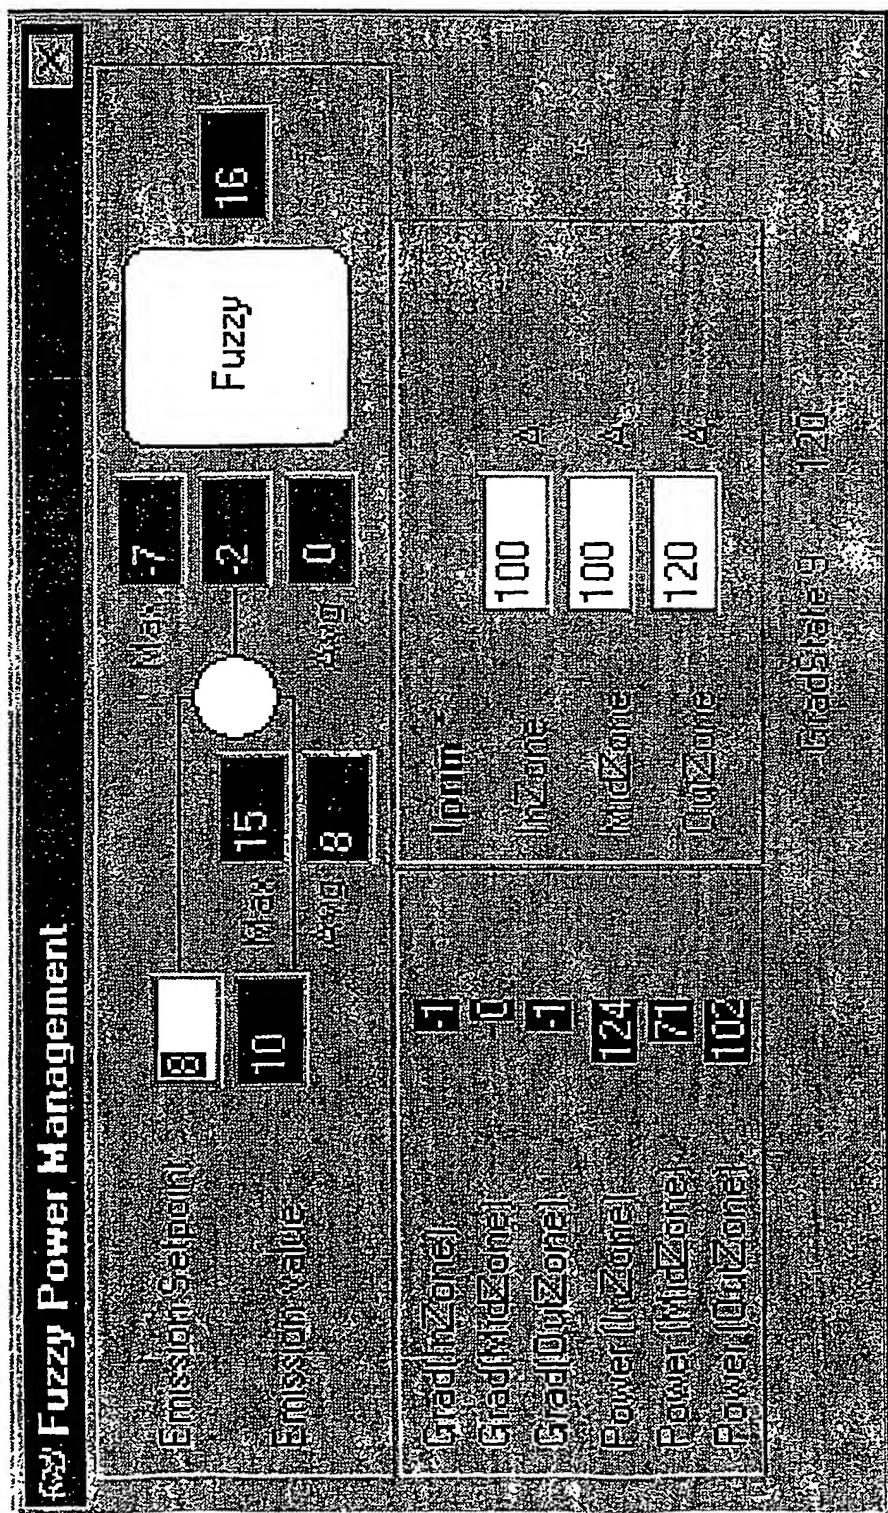 Fuzzy Power Management
Emission Setpoint 8
Emission Value 10
Max 15
Avg 8
Max -7
-2
Avg 0
Fuzzy
16
Grad(InZone) -1
Grad(MidZone) -0
Grad(OutZone) -1
Power (InZone) 124
Power (MidZone) 71
Power (OutZone) 102
Iprim
InZone 100 A
MidZone 100 A
OutZone 120 A
120